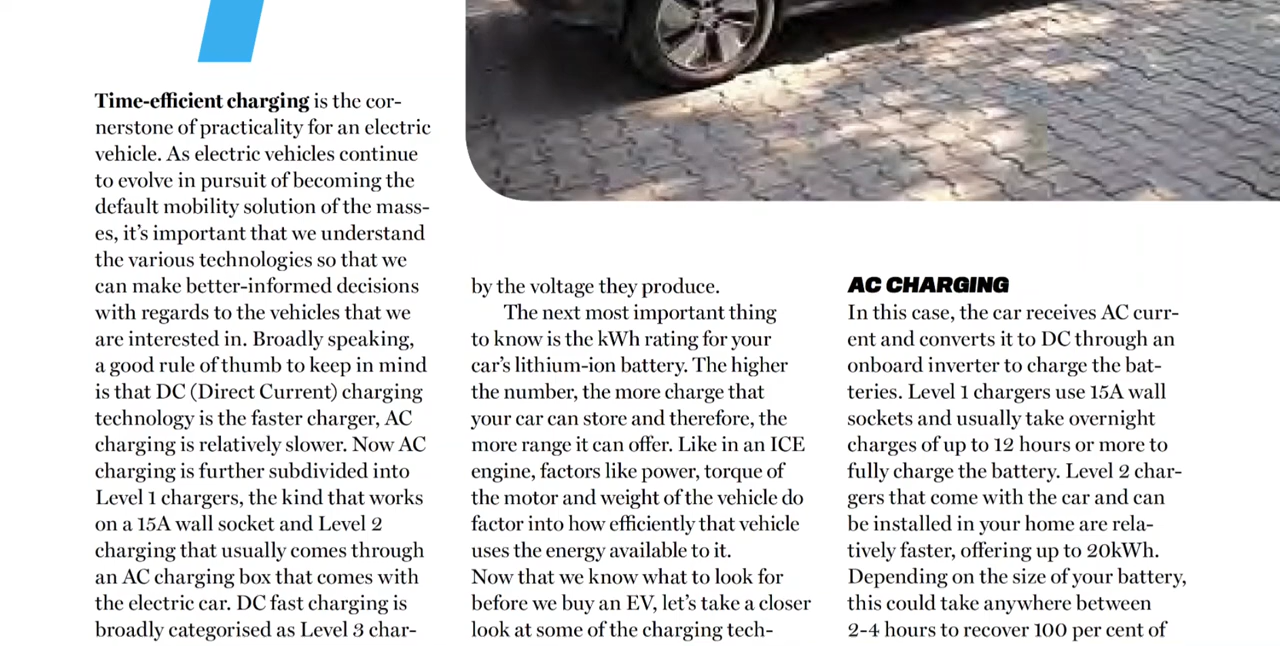 Time-efficient charging is the cor-
nerstone of practicality for an electric
vehicle. As electric vehicles continue
to evolve in pursuit of becoming the
default mobility solution of the mass-
es, it’s important that we understand
the various technologies so that we
can make better-informed decisions
with regards to the vehicles that we
are interested in. Broadly speaking,
a good rule of thumb to keep in mind
is that DC (Direct Current) charging
technology is the faster charger, AC
charging is relatively slower. Now AC
charging is further subdivided into
Level 1 chargers, the kind that works
on a 15A wall socket and Level 2
charging that usually comes through
an AC charging box that comes with
the electric car. DC fast charging is
broadly categorised as Level 3 char-
by the voltage they produce.
The next most important thing
to know is the kWh rating for your
car’s lithium-ion battery. The higher
the number, the more charge that
your car can store and therefore, the
more range it can offer. Like in an ICE
engine, factors like power, torque of
the motor and weight of the vehicle do
factor into how efficiently that vehicle
uses the energy available to it.
Now that we know what to look for
before we buy an EV, let’s take a closer
look at some of the charging tech-
AC CHARGING
In this case, the car receives AC curr-
ent and converts it to DC through an
onboard inverter to charge the bat-
teries. Level 1 chargers use 15A wall
sockets and usually take overnight
charges of up to 12 hours or more to
fully charge the battery. Level 2 char-
gers that come with the car and can
be installed in your home are rela-
tively faster, offering up to 20kWh.
Depending on the size of your battery,
this could take anywhere between
2-4 hours to recover 100 per cent of